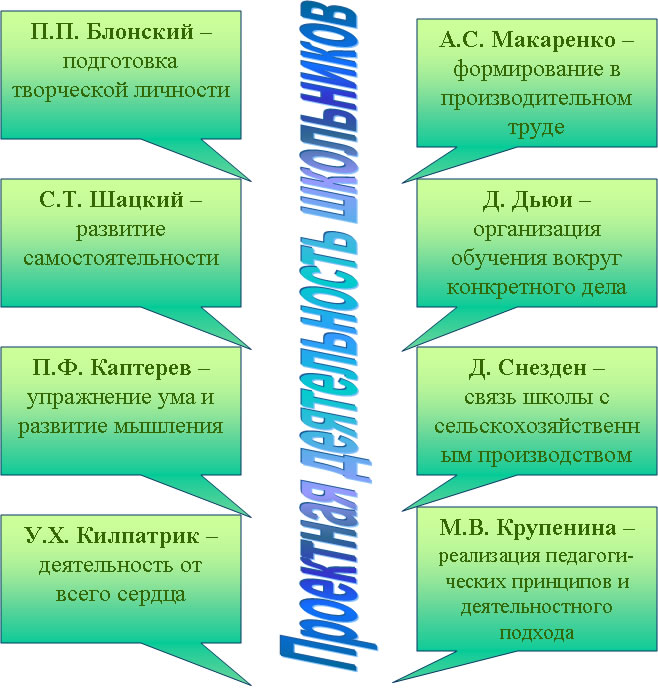 П.П. Блонский –
подготовка
творческой личности
С.Т. Шацкий –
развитие
самостоятельности
П.Ф. Каптерев –
упражнение ума и
развитие мышления
У.Х. Килпатрик –
деятельность от
всего сердца
Проектная деятельность школьников
А.С. Макаренко –
формирование в
производительном
труде
Д. Дьюи –
организация
обучения вокруг
конкретного дела
Д. Снезден –
связь школы с
сельскохозяйственн
ым производством
М.В. Крупенина –
реализация педагоги-
ческих принципов и
деятельностного
подхода